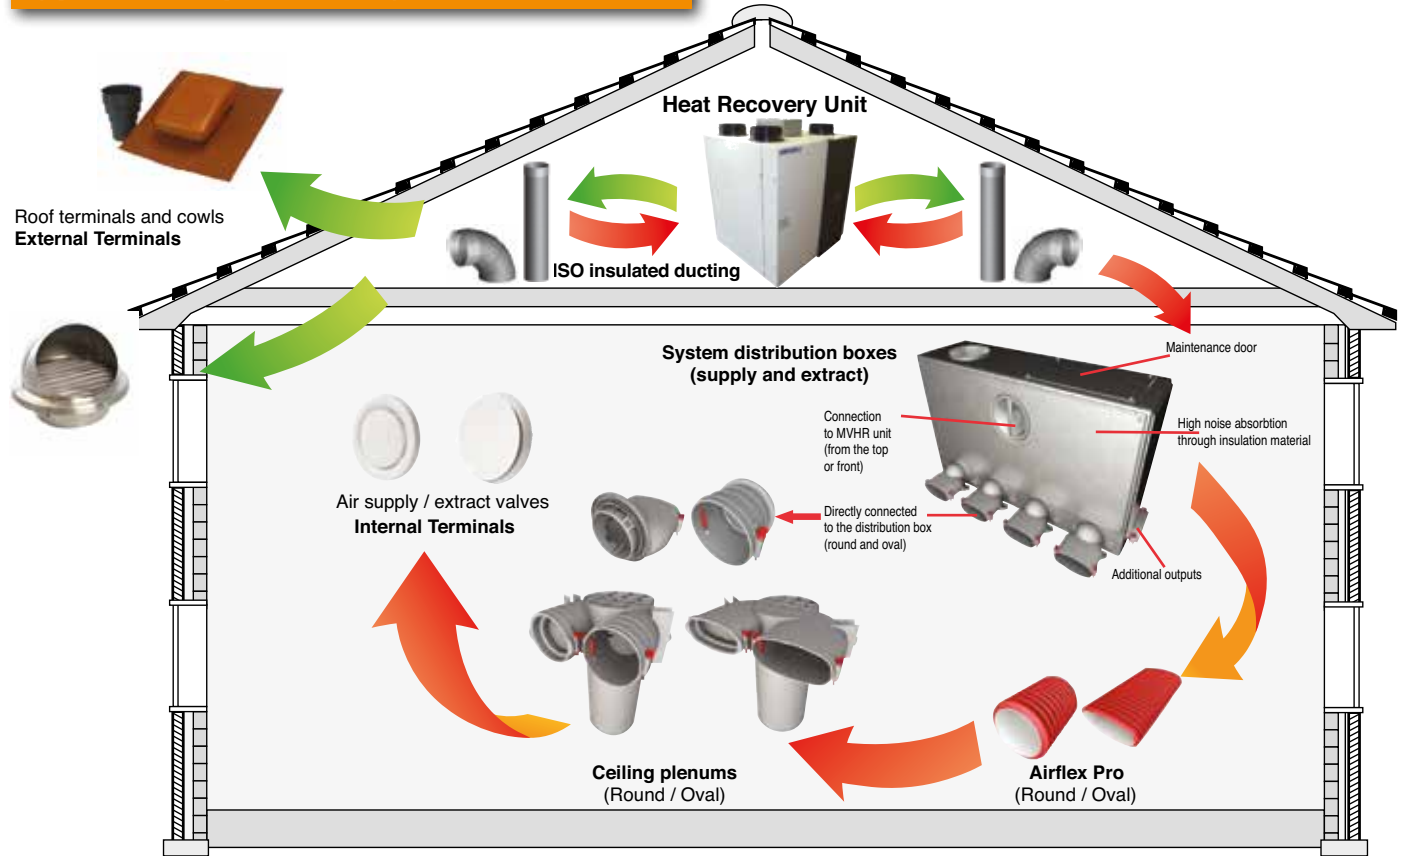 Heat Recovery Unit
Roof terminals and cowls
External Terminals
ISO insulated ducting
System distribution boxes
(supply and extract)
Maintenance door
Connection
to MVHR unit
(from the top
or front)
High noise absorbtion
through insulation material
Air supply / extract valves
Internal Terminals
Directly connected
to the distribution box
(round and oval)
Additional outputs
Ceiling plenums
(Round / Oval)
Airflex Pro
(Round / Oval)